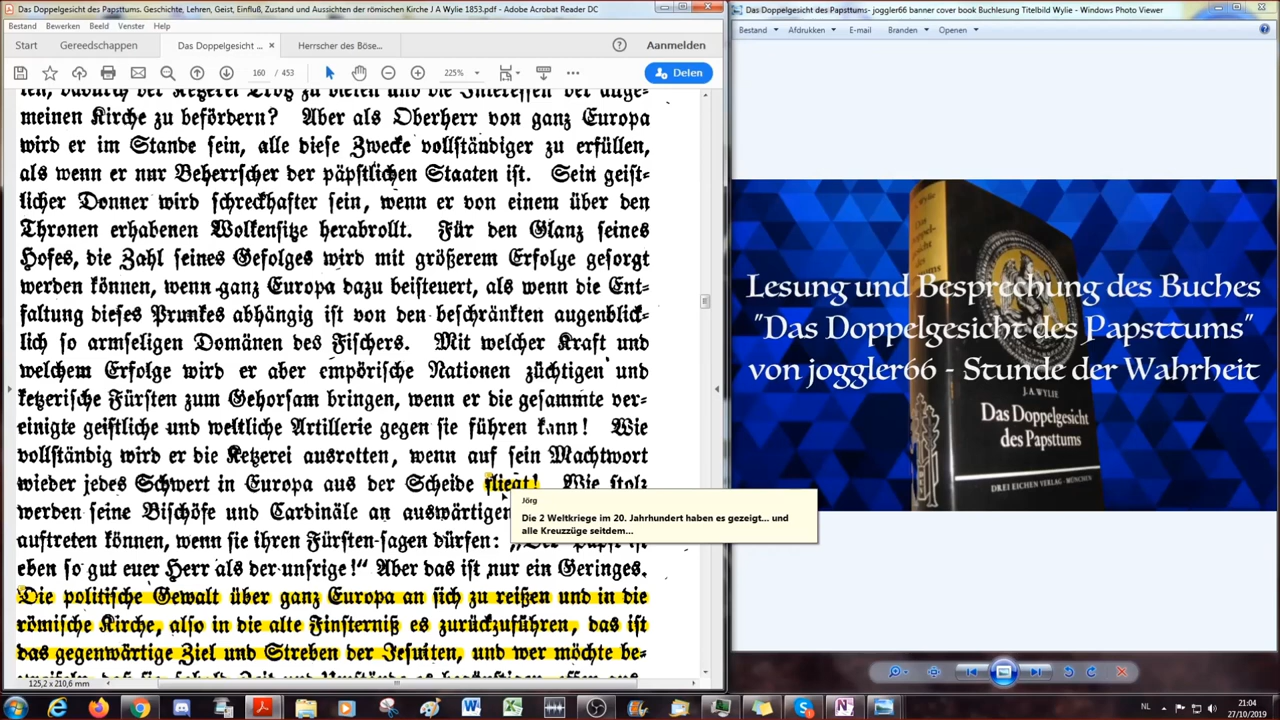 Das Doppelgesicht des Papsttums. Geschichte, Lehren, Geist, Einfluß, Zustand und Aussichten der römischen Kirche J A Wylie 1853.pdf - Adobe Acrobat Reader DC
Bestand Bewerken Beeld Venster Help
Start Gereedschappen Das Doppelgesicht ... × Herrscher des Böse... Anmelden
160 / 453 225% Delen
meinen Kirche zu befördern? Aber als Oberherr von ganz Europa
wird er im Stande sein, alle diese Zwecke vollständiger zu erfüllen,
als wenn er nur Beherrscher der päpstlichen Staaten ist. Sein geist-
licher Donner wird schreckhafter sein, wenn er von einem über den
Thronen erhabenen Wolkensitze herabrollt. Für den Glanz seines
Hofes, die Zahl seines Gefolges wird mit größerem Erfolge gesorgt
werden können, wenn ganz Europa dazu beisteuert, als wenn die Ent-
faltung dieses Prunkes abhängig ist von den beschränkten augenblick-
lich so armseligen Domänen des Fischers. Mit welcher Kraft und
welchem Erfolge wird er aber empörische Nationen züchtigen und
ketzerische Fürsten zum Gehorsam bringen, wenn er die gesammte ver-
einigte geistliche und weltliche Artillerie gegen sie führen kann! Wie
vollständig wird er die Ketzerei ausrotten, wenn auf sein Machtwort
wieder jedes Schwert in Europa aus der Scheide fliegt! Wie stolz
werden seine Bischöfe und Cardinäle an auswärtigen
auftreten können, wenn sie ihren Fürsten sagen dürfen: „Der Papst ist
eben so gut euer Herr als der unsrige!“ Aber das ist nur ein Geringes.
Die politische Gewalt über ganz Europa an sich zu reißen und in die
römische Kirche, also in die alte Finsterniß es zurückzuführen, das ist
das gegenwärtige Ziel und Streben der Jesuiten, und wer möchte be-
Jörg
Die 2 Weltkriege im 20. Jahrhundert haben es gezeigt... und
alle Kreuzzüge seitdem...
125,2 x 210,6 mm
Das Doppelgesicht des Papsttums- joggler66 banner cover book Buchlesung Titelbild Wylie - Windows Photo Viewer
Bestand Afdrukken E-mail Branden Openen
Lesung und Besprechung des Buches
"Das Doppelgesicht des Papsttums"
von joggler66 - Stunde der Wahrheit
J.A.WYLIE
Das Doppelgesicht
des Papsttums
DREI EICHEN VERLAG · MÜNCHEN
NL
21:04
27/10/2019